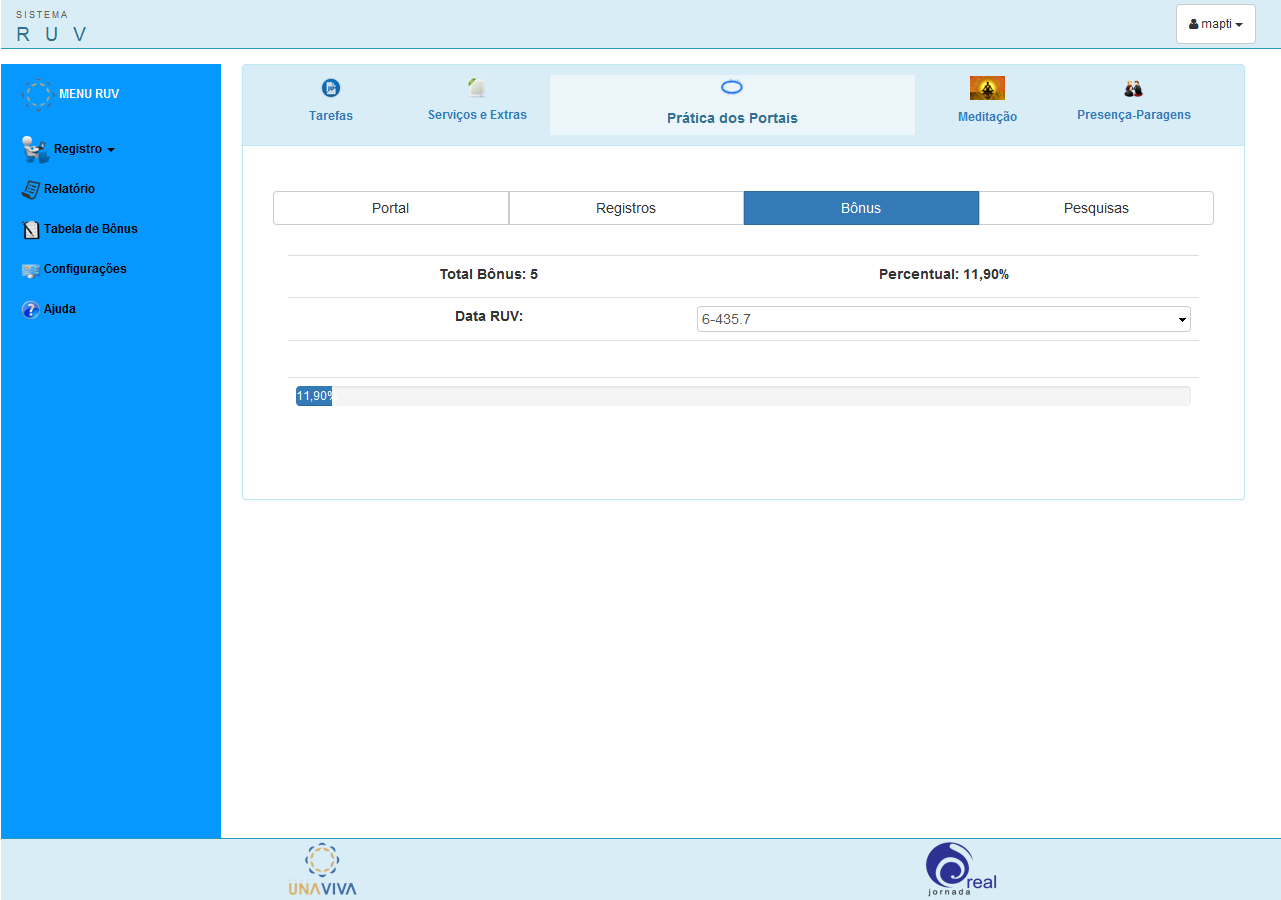 SISTEMA
R U V
mapti
MENU RUV
Registro
Relatório
Tabela de Bônus
Configurações
Ajuda
Tarefas
Serviços e Extras
Prática dos Portais
Meditação
Presença-Paragens
Portal
Registros
Bônus
Pesquisas
Total Bônus: 5
Percentual: 11,90%
Data RUV:
6-435.7
11,90%
UNAVIVA
jornada
real